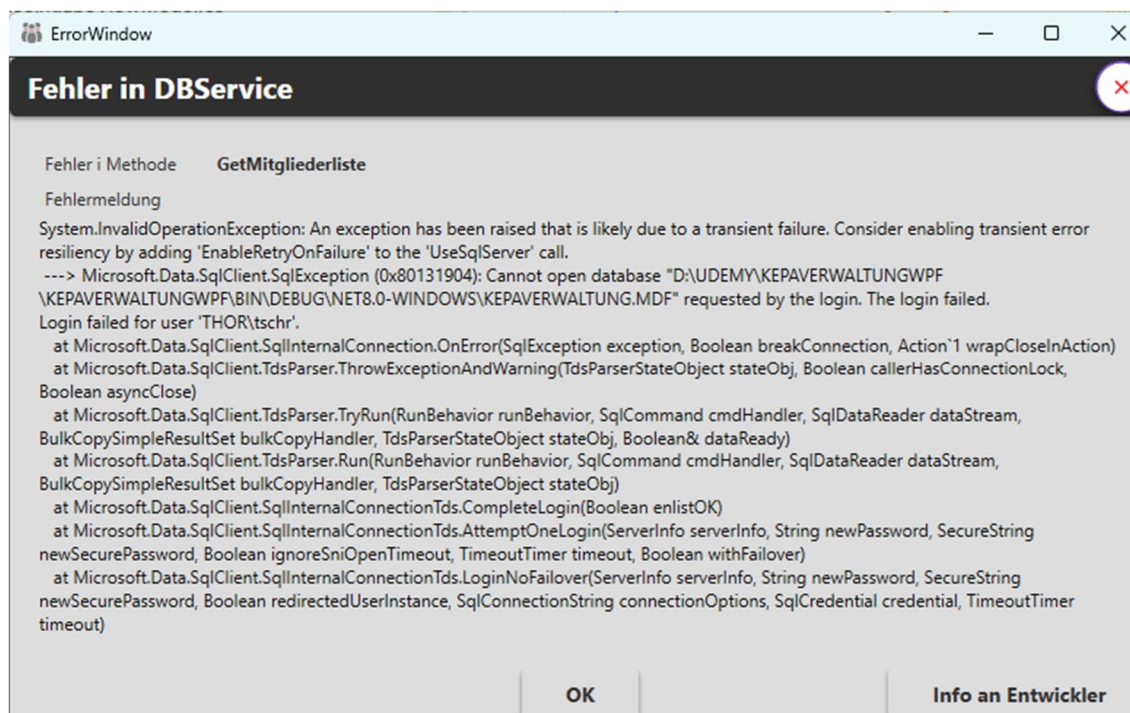 ErrorWindow
Fehler in DBService
Fehler i Methode GetMitgliederliste
Fehlermeldung
System.InvalidOperationException: An exception has been raised that is likely due to a transient failure. Consider enabling transient error
resiliency by adding 'EnableRetryOnFailure' to the 'UseSqlServer' call.
---> Microsoft.Data.SqlClient.SqlException (0x80131904): Cannot open database "D:\UDEMY\KEPAVERWALTUNGWPF
\KEPAVERWALTUNGWPF\BIN\DEBUG\NET8.0-WINDOWS\KEPAVERWALTUNG.MDF" requested by the login. The login failed.
Login failed for user 'THOR\tschr'.
at Microsoft.Data.SqlClient.SqlInternalConnection.OnError(SqlException exception, Boolean breakConnection, Action`1 wrapCloseInAction)
at Microsoft.Data.SqlClient.TdsParser.ThrowExceptionAndWarning(TdsParserStateObject stateObj, Boolean callerHasConnectionLock,
Boolean asyncClose)
at Microsoft.Data.SqlClient.TdsParser.TryRun(RunBehavior runBehavior, SqlCommand cmdHandler, SqlDataReader dataStream,
BulkCopySimpleResultSet bulkCopyHandler, TdsParserStateObject stateObj, Boolean& dataReady)
at Microsoft.Data.SqlClient.TdsParser.Run(RunBehavior runBehavior, SqlCommand cmdHandler, SqlDataReader dataStream,
BulkCopySimpleResultSet bulkCopyHandler, TdsParserStateObject stateObj)
at Microsoft.Data.SqlClient.SqlInternalConnectionTds.CompleteLogin(Boolean enlistOK)
at Microsoft.Data.SqlClient.SqlInternalConnectionTds.AttemptOneLogin(ServerInfo serverInfo, String newPassword, SecureString
newSecurePassword, Boolean ignoreSniOpenTimeout, TimeoutTimer timeout, Boolean withFailover)
at Microsoft.Data.SqlClient.SqlInternalConnectionTds.LoginNoFailover(ServerInfo serverInfo, String newPassword, SecureString
newSecurePassword, Boolean redirectedUserInstance, SqlConnectionString connectionOptions, SqlCredential credential, TimeoutTimer
timeout)
OK Info an Entwickler